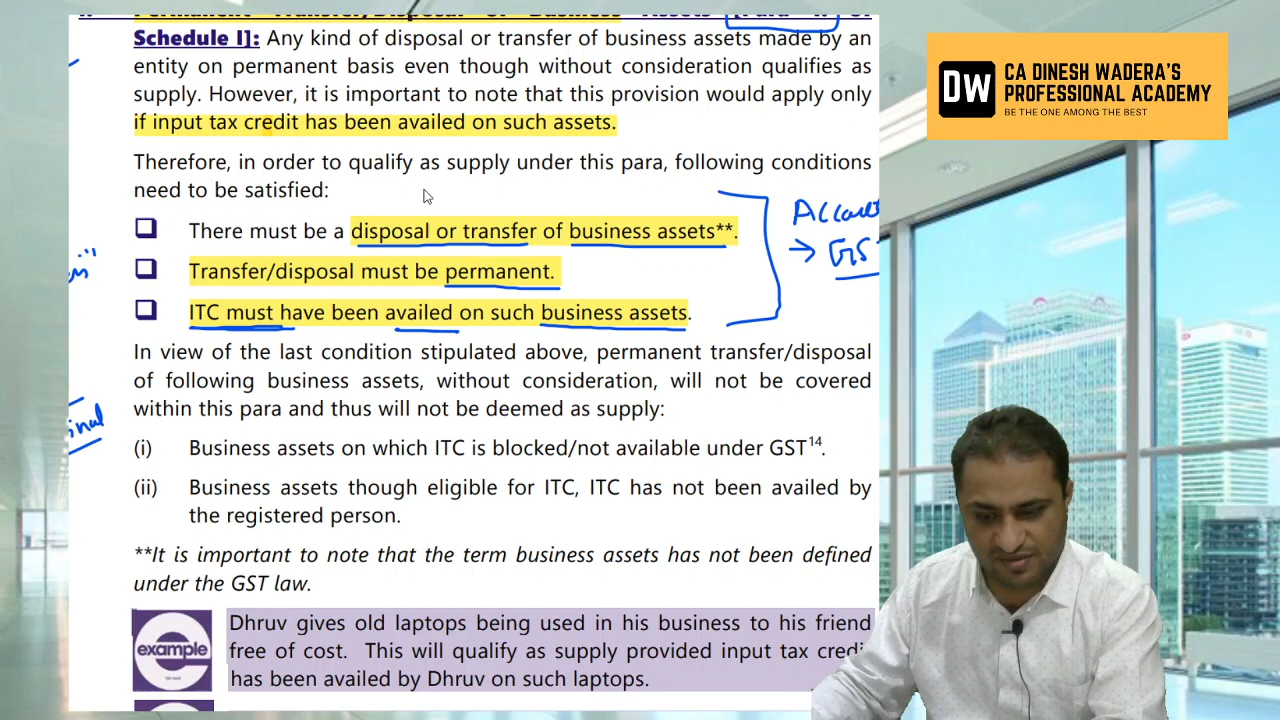 Permanent Transfer/Disposal of Business Assets [Para
Schedule I]: Any kind of disposal or transfer of business assets made by an
entity on permanent basis even though without consideration qualifies as
supply. However, it is important to note that this provision would apply only
if input tax credit has been availed on such assets.
Therefore, in order to qualify as supply under this para, following conditions
need to be satisfied:
There must be a disposal or transfer of business assets**.
Transfer/disposal must be permanent.
ITC must have been availed on such business assets.
In view of the last condition stipulated above, permanent transfer/disposal
of following business assets, without consideration, will not be covered
within this para and thus will not be deemed as supply:
(i) Business assets on which ITC is blocked/not available under GST14.
(ii) Business assets though eligible for ITC, ITC has not been availed by
the registered person.
**It is important to note that the term business assets has not been defined
under the GST law.
example
Dhruv gives old laptops being used in his business to his friend
free of cost. This will qualify as supply provided input tax credi
has been availed by Dhruv on such laptops.
DW
CA DINESH WADERA'S
PROFESSIONAL ACADEMY
BE THE ONE AMONG THE BEST